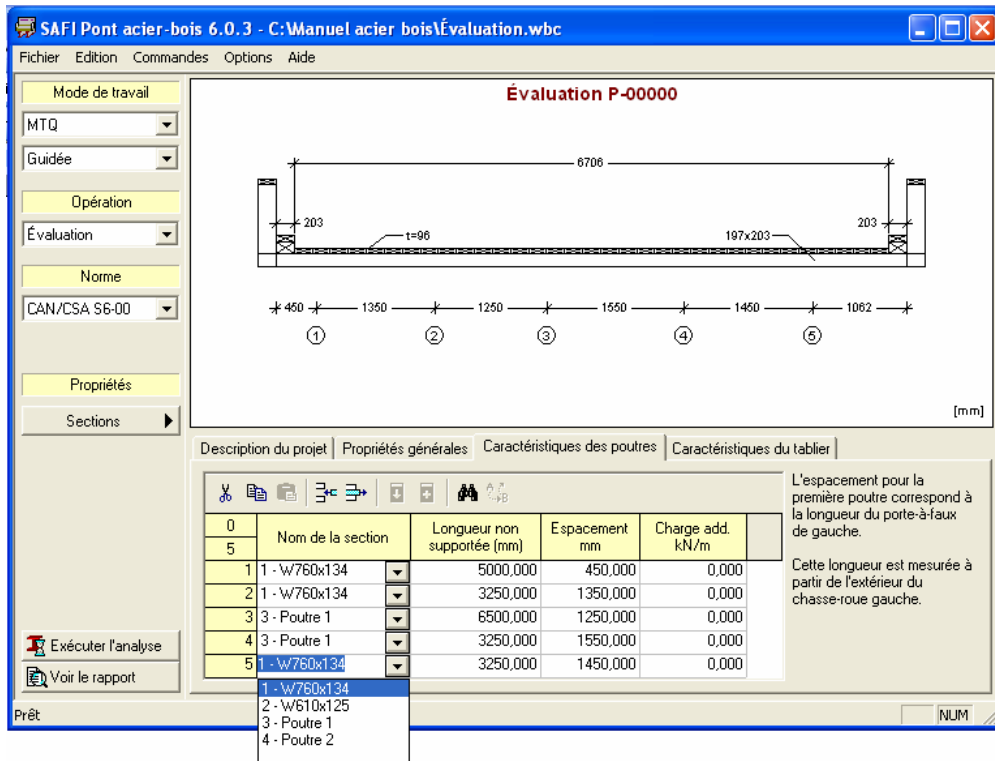 SAFI Pont acier-bois 6.0.3 - C:\Manuel acier bois\Évaluation.wbc
Fichier Edition Commandes Options Aide
Mode de travail
MTQ
Guidée
Opération
Évaluation
Norme
CAN/CSA S6-00
Propriétés
Sections
Exécuter l'analyse
Voir le rapport
Évaluation P-00000
6706
203
t=96
197x203
203
450 1350 1250 1550 1450 1062
1 2 3 4 5
[mm]
Description du projet Propriétés générales Caractéristiques des poutres Caractéristiques du tablier
0
5
Nom de la section
Longueur non
supportée (mm)
Espacement
mm
Charge add.
kN/m
1 1 - W760x134 5000,000 450,000 0,000
2 1 - W760x134 3250,000 1350,000 0,000
3 3 - Poutre 1 6500,000 1250,000 0,000
4 3 - Poutre 1 3250,000 1550,000 0,000
5 1 - W760x134 3250,000 1450,000 0,000
1 - W760x134
2 - W610x125
3 - Poutre 1
4 - Poutre 2
L'espacement pour la
première poutre correspond à
la longueur du porte-à-faux
de gauche.
Cette longueur est mesurée à
partir de l'extérieur du
chasse-roue gauche.
Prêt
NUM